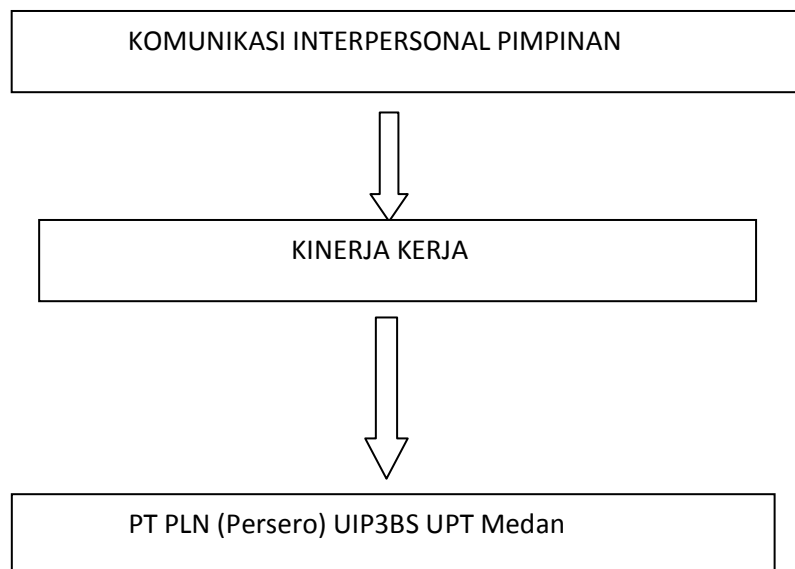 KOMUNIKASI INTERPERSONAL PIMPINAN
KINERJA KERJA
PT PLN (Persero) UIP3BS UPT Medan